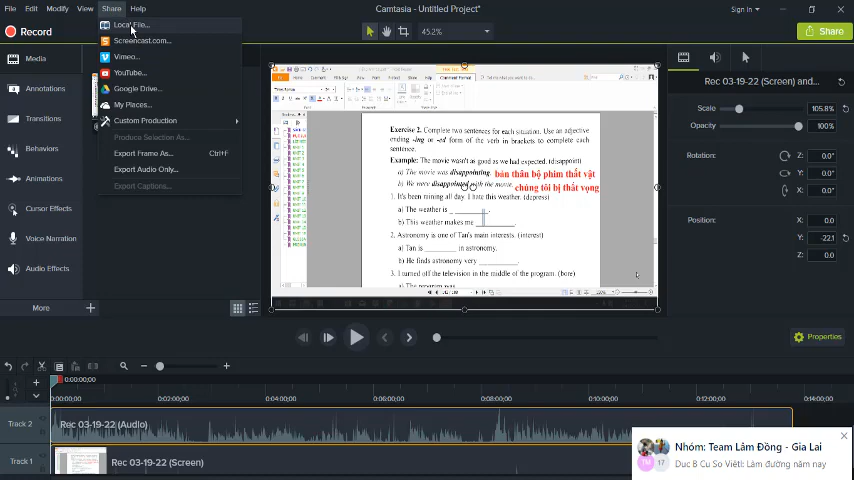 File Edit Modify View Share Help
Camtasia - Untitled Project*
Sign In
Record
45.2%
Share
Local File...
Screencast.com...
Vimeo...
YouTube...
Google Drive...
My Places...
Custom Production
Produce Selection As...
Export Frame As... Ctrl+F
Export Audio Only...
Export Captions...
Media
Annotations
Transitions
Behaviors
Animations
Cursor Effects
Voice Narration
Audio Effects
More
Exercise 2. Complete two sentences for each situation. Use an adjective
ending -ing or -ed form of the verb in brackets to complete each
sentence.
Example: The movie wasn't as good as we had expected. (disappoint)
a) The movie was disappointing. bản thân bộ phim thất vật
b) We were disappointed with the movie. chúng tôi bị thất vọng
1. It's been raining all day. I hate this weather. (depress)
a) The weather is ________.
b) This weather makes me ________.
2. Astronomy is one of Tan's main interests. (interest)
a) Tan is ________ in astronomy.
b) He finds astronomy very ________.
3. I turned off the television in the middle of the program. (bore)
a) The program was
Rec 03-19-22 (Screen) and...
Scale 105.8%
Opacity 100%
Rotation: 0.0°
0.0°
0.0°
Position: X: 0.0
Y: -22.1
Z: 0.0
Properties
0:00:00;00
0:00:00;00 0:02:00;00 0:04:00;00 0:06:00;00 0:08:00;00 0:10:00;00 0:12:00;00 0:14:00;00
Track 2
Rec 03-19-22 (Audio)
Track 1
Rec 03-19-22 (Screen)
Nhóm: Team Lâm Đồng - Gia Lai
17
Duc B Cu So Viêtl: Lâm đường năm nay